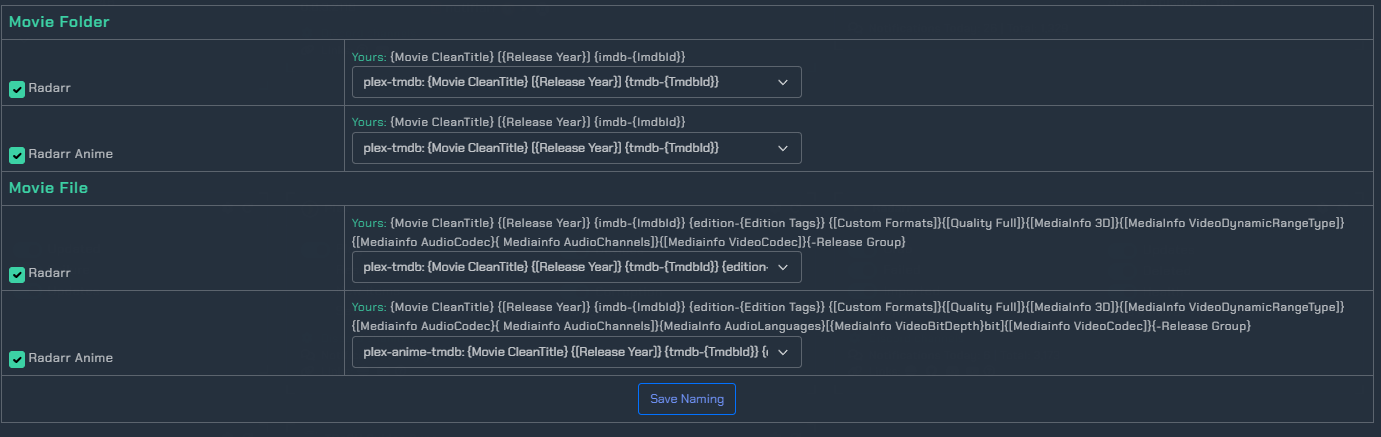 Movie Folder
Yours: {Movie CleanTitle} ({Release Year}) {imdb-{ImdbId}}
plex-tmdb: {Movie CleanTitle} ({Release Year}) {tmdb-{TmdbId}}
Radarr
Yours: {Movie CleanTitle} ({Release Year}) {imdb-{ImdbId}}
plex-tmdb: {Movie CleanTitle} ({Release Year}) {tmdb-{TmdbId}}
Radarr Anime
Movie File
Yours: {Movie CleanTitle} {(Release Year)} {imdb-{ImdbId}} {edition-{Edition Tags}} {[Custom Formats]}{[Quality Full]}{[MediaInfo 3D]}{[MediaInfo VideoDynamicRangeType]}
{[Mediainfo AudioCodec}{ Mediainfo AudioChannels]}{[Mediainfo VideoCodec]}{-Release Group}
plex-tmdb: {Movie CleanTitle} {(Release Year)} {tmdb-{TmdbId}} {edition-
Radarr
Yours: {Movie CleanTitle} {(Release Year)} {imdb-{ImdbId}} {edition-{Edition Tags}} {[Custom Formats]}{[Quality Full]}{[MediaInfo 3D]}{[MediaInfo VideoDynamicRangeType]}
{[Mediainfo AudioCodec}{ Mediainfo AudioChannels]}{MediaInfo AudioLanguages}[{MediaInfo VideoBitDepth}bit]{[Mediainfo VideoCodec]}{-Release Group}
plex-anime-tmdb: {Movie CleanTitle} {(Release Year)} {tmdb-{TmdbId}} {
Radarr Anime
Save Naming